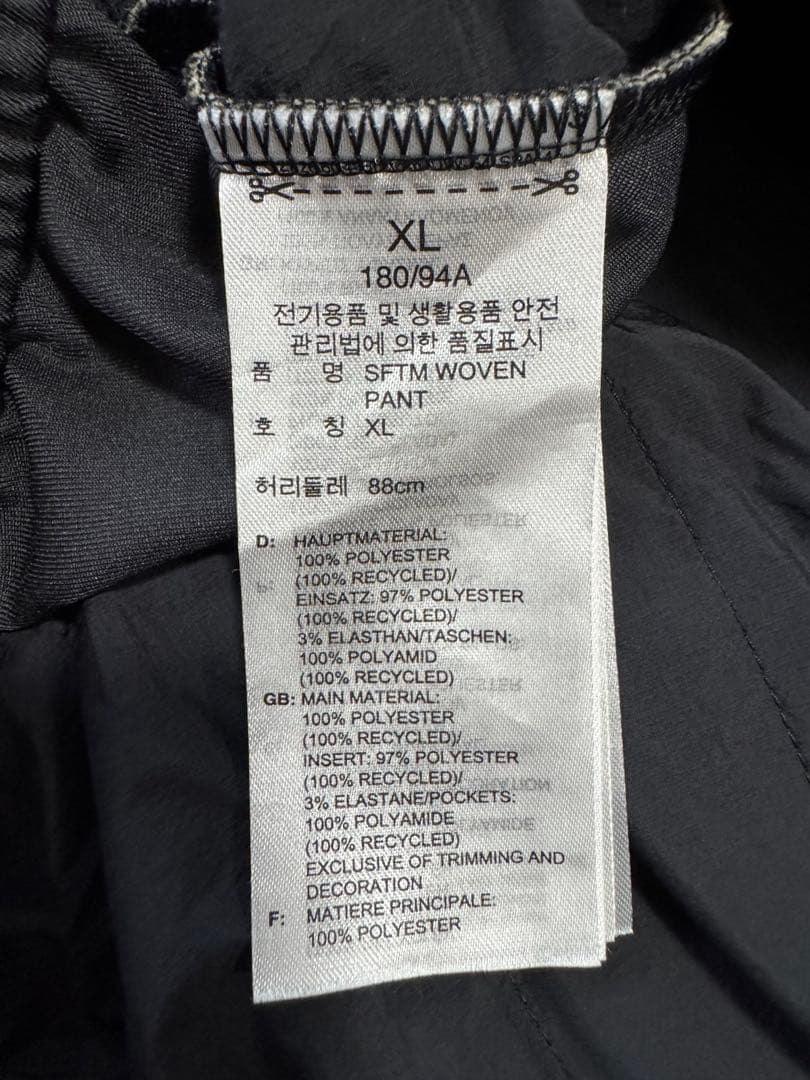 XL
180/94A
전기용품 및 생활용품 안전
관리법에 의한 품질표시
품 명 SFTM WOVEN
PANT
호 칭 XL
허리둘레 88cm
D: HAUPTMATERIAL:
100% POLYESTER
(100% RECYCLED)/
EINSATZ: 97% POLYESTER
(100% RECYCLED)/
3% ELASTHAN/TASCHEN:
100% POLYAMID
(100% RECYCLED)
GB: MAIN MATERIAL:
100% POLYESTER
(100% RECYCLED)/
INSERT: 97% POLYESTER
(100% RECYCLED)/
3% ELASTANE/POCKETS:
100% POLYAMIDE
(100% RECYCLED)
EXCLUSIVE OF TRIMMING AND
DECORATION
F: MATIERE PRINCIPALE:
100% POLYESTER